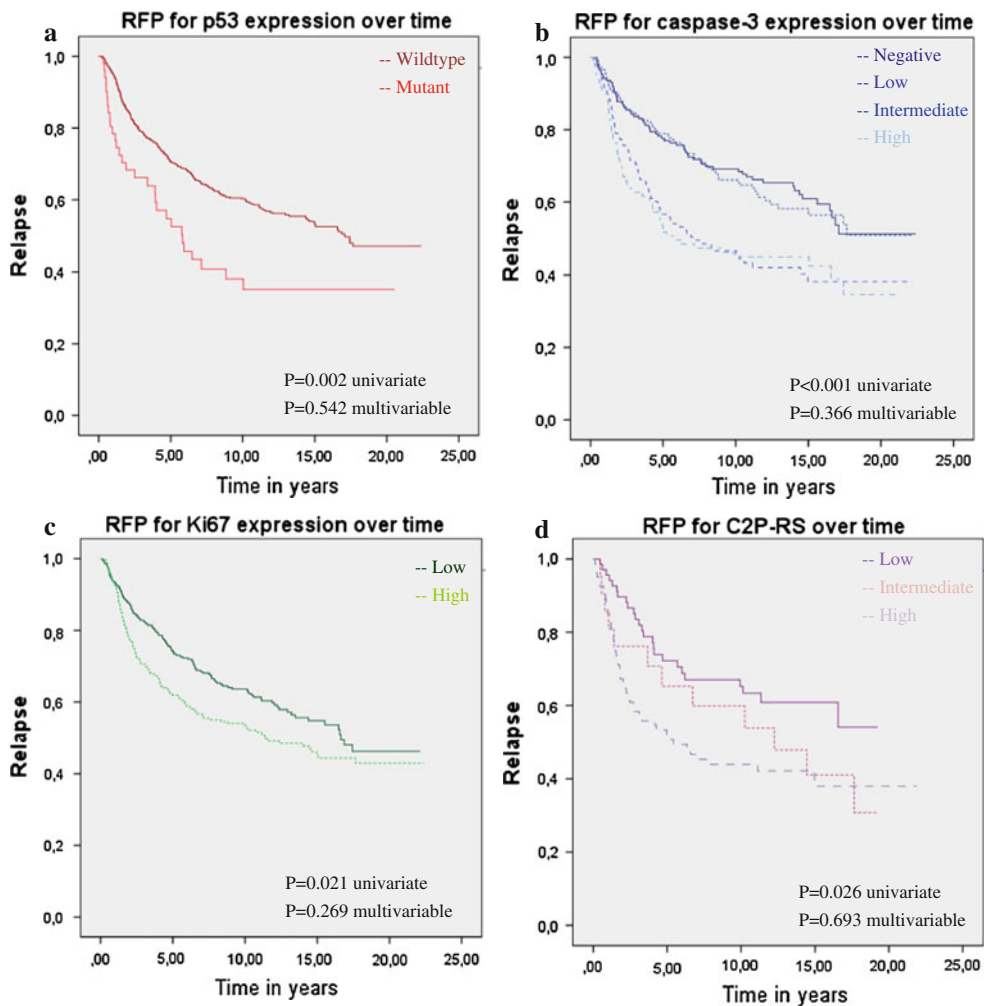 a
RFP for p53 expression over time
-- Wildtype
-- Mutant
1,0
0,8
0,6
0,4
0,2
0,0
Relapse
P=0.002 univariate
P=0.542 multivariable
,00 5,00 10,00 15,00 20,00 25,00
Time in years
b
RFP for caspase-3 expression over time
-- Negative
-- Low
-- Intermediate
-- High
1,0
0,8
0,6
0,4
0,2
0,0
Relapse
P<0.001 univariate
P=0.366 multivariable
,00 5,00 10,00 15,00 20,00 25,00
Time in years
c
RFP for Ki67 expression over time
-- Low
-- High
1,0
0,8
0,6
0,4
0,2
0,0
Relapse
P=0.021 univariate
P=0.269 multivariable
,00 5,00 10,00 15,00 20,00 25,00
Time in years
d
RFP for C2P-RS over time
-- Low
-- Intermediate
-- High
1,0
0,8
0,6
0,4
0,2
0,0
Relapse
P=0.026 univariate
P=0.693 multivariable
,00 5,00 10,00 15,00 20,00 25,00
Time in years